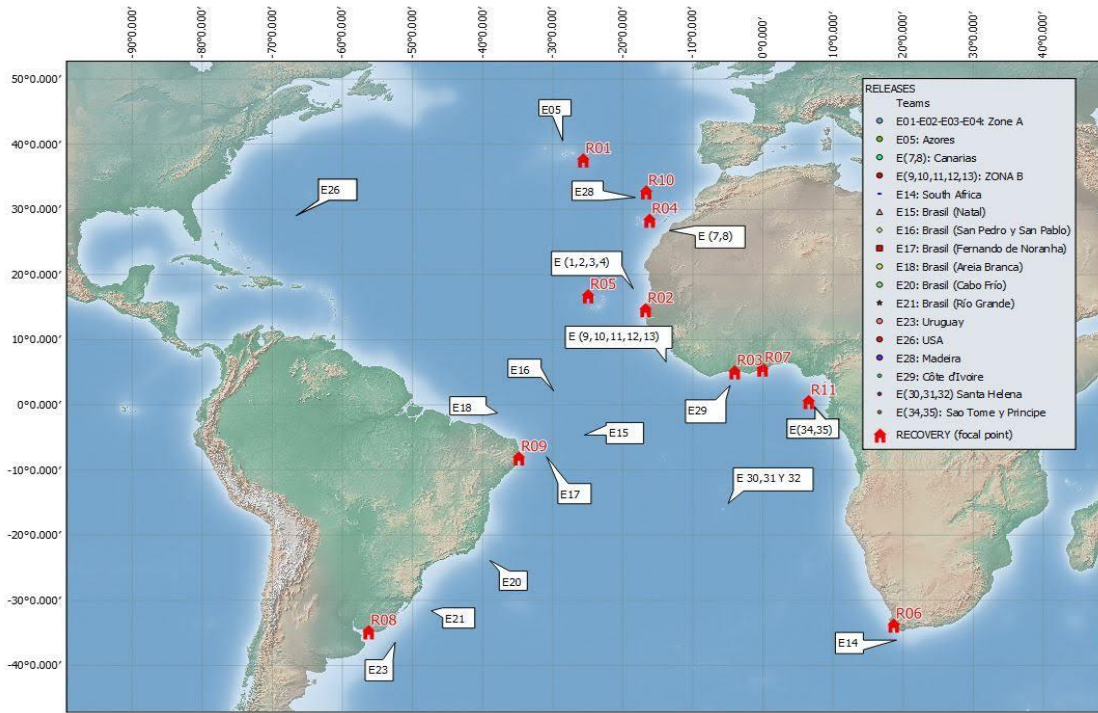 -90°0.000′
-80°0.000′
-70°0.000′
-60°0.000′
-50°0.000′
-40°0.000′
-30°0.000′
-20°0.000′
-10°0.000′
0°0.000′
10°0.000′
20°0.000′
30°0.000′
40°0.000′
50°0.000′
40°0.000′
30°0.000′
20°0.000′
10°0.000′
0°0.000′
-10°0.000′
-20°0.000′
-30°0.000′
-40°0.000′
E05
R01
E26
R10
E28
R04
E (7,8)
E (1,2,3,4)
R05
R02
E (9,10,11,12,13)
R03
R07
E16
R11
E18
E29
E(34,35)
E15
R09
E 30,31 Y 32
E17
E20
E21
R08
R06
E14
E23
RELEASES
Teams
E01-E02-E03-E04: Zone A
E05: Azores
E(7,8): Canarias
E(9,10,11,12,13): ZONA B
E14: South Africa
E15: Brasil (Natal)
E16: Brasil (San Pedro y San Pablo)
E17: Brasil (Fernando de Noranha)
E18: Brasil (Areia Branca)
E20: Brasil (Cabo Frío)
E21: Brasil (Río Grande)
E23: Uruguay
E26: USA
E28: Madeira
E29: Côte d'Ivoire
E(30,31,32) Santa Helena
E(34,35): Sao Tome y Principe
RECOVERY (focal point)